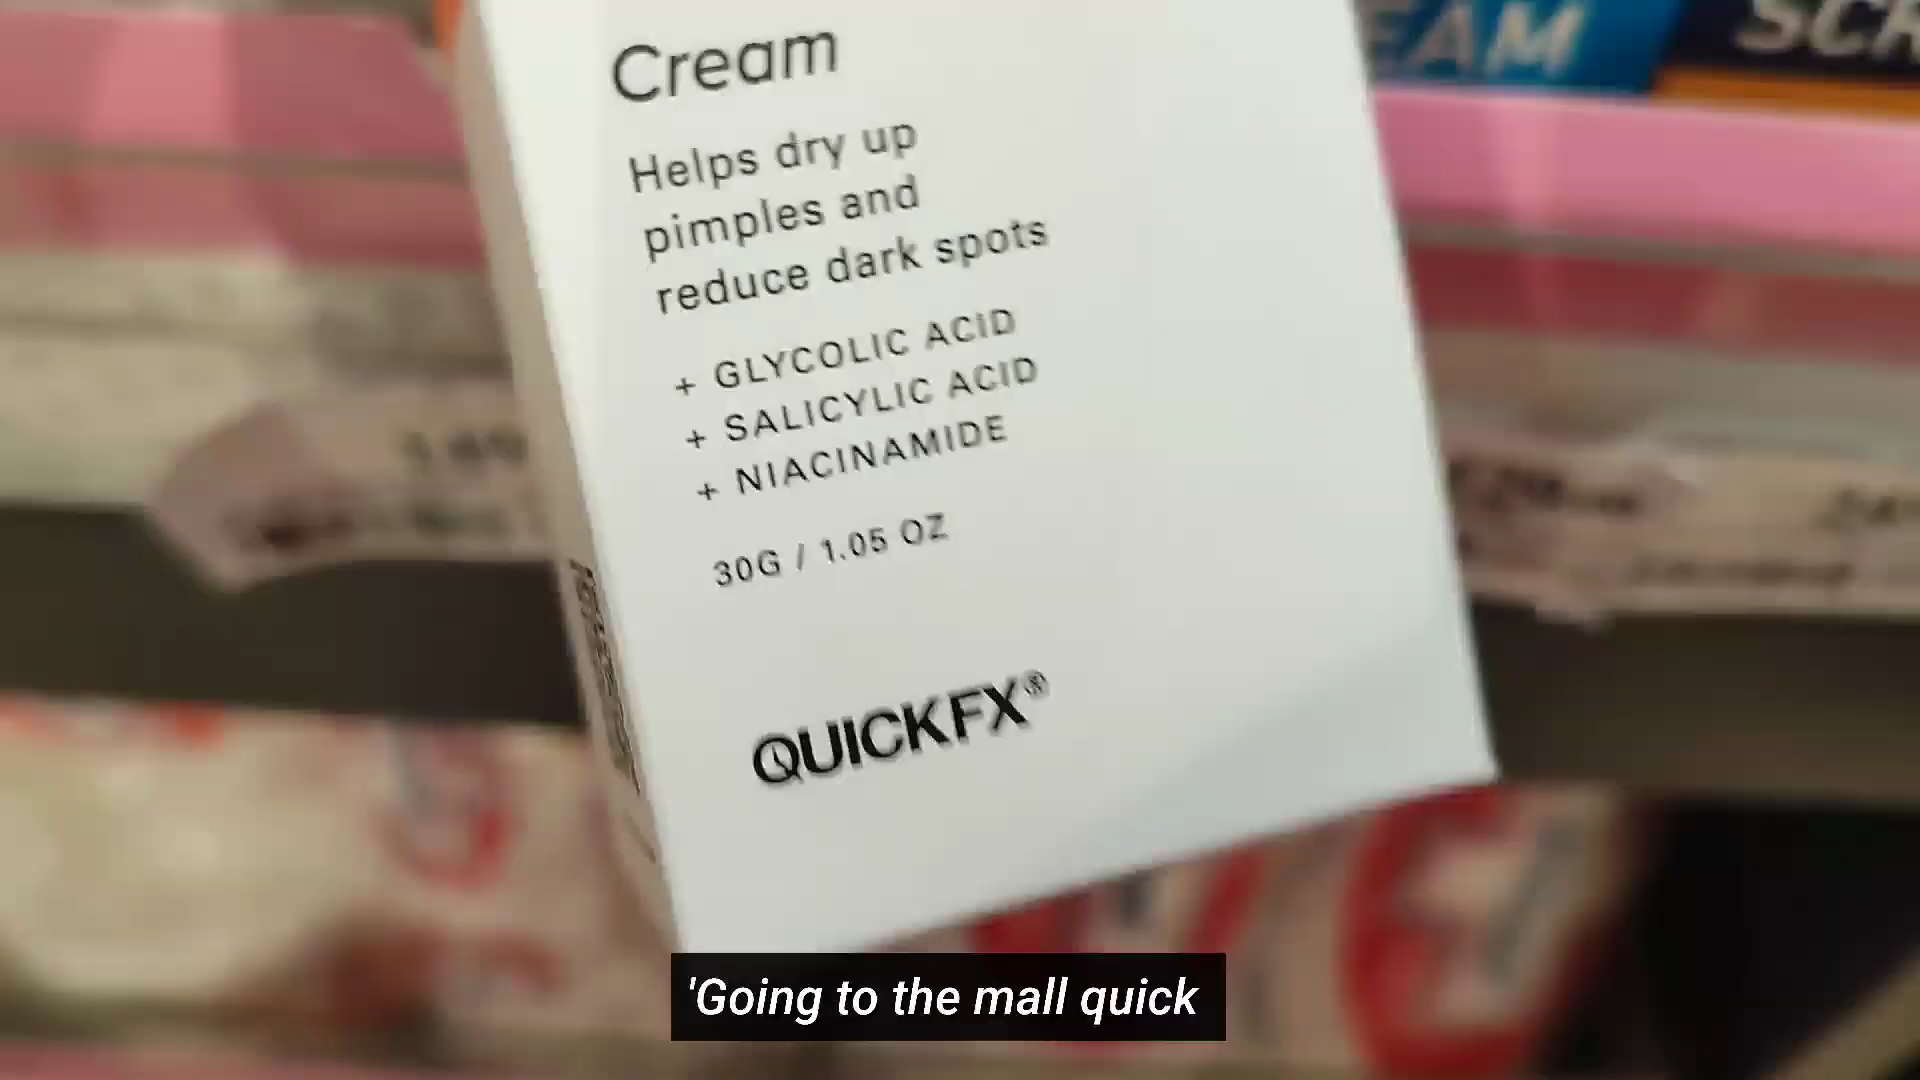 Cream
Helps dry up
pimples and
reduce dark spots
+ GLYCOLIC ACID
+ SALICYLIC ACID
+ NIACINAMIDE
30G / 1.05 OZ
QUICKFX®
'Going to the mall quick